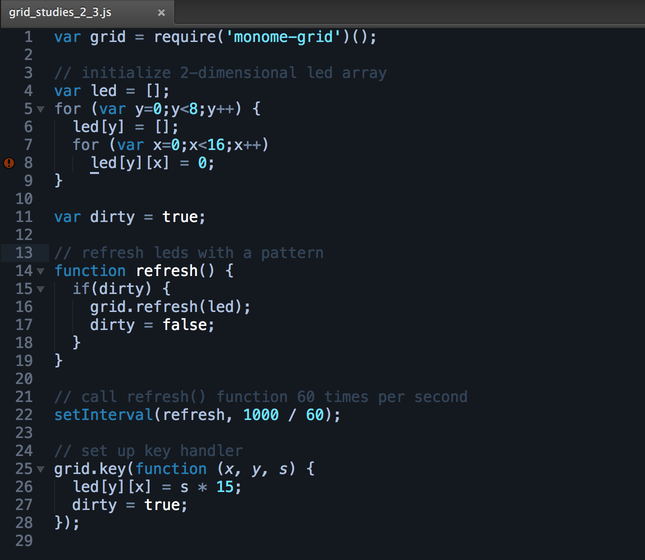 grid_studies_2_3.js ×
1 var grid = require('monome-grid')();
2
3 // initialize 2-dimensional led array
4 var led = [];
5 for (var y=0;y<8;y++) {
6   led[y] = [];
7   for (var x=0;x<16;x++)
8     led[y][x] = 0;
9 }
10
11 var dirty = true;
12
13 // refresh leds with a pattern
14 function refresh() {
15   if(dirty) {
16     grid.refresh(led);
17     dirty = false;
18   }
19 }
20
21 // call refresh() function 60 times per second
22 setInterval(refresh, 1000 / 60);
23
24 // set up key handler
25 grid.key(function (x, y, s) {
26   led[y][x] = s * 15;
27   dirty = true;
28 });
29